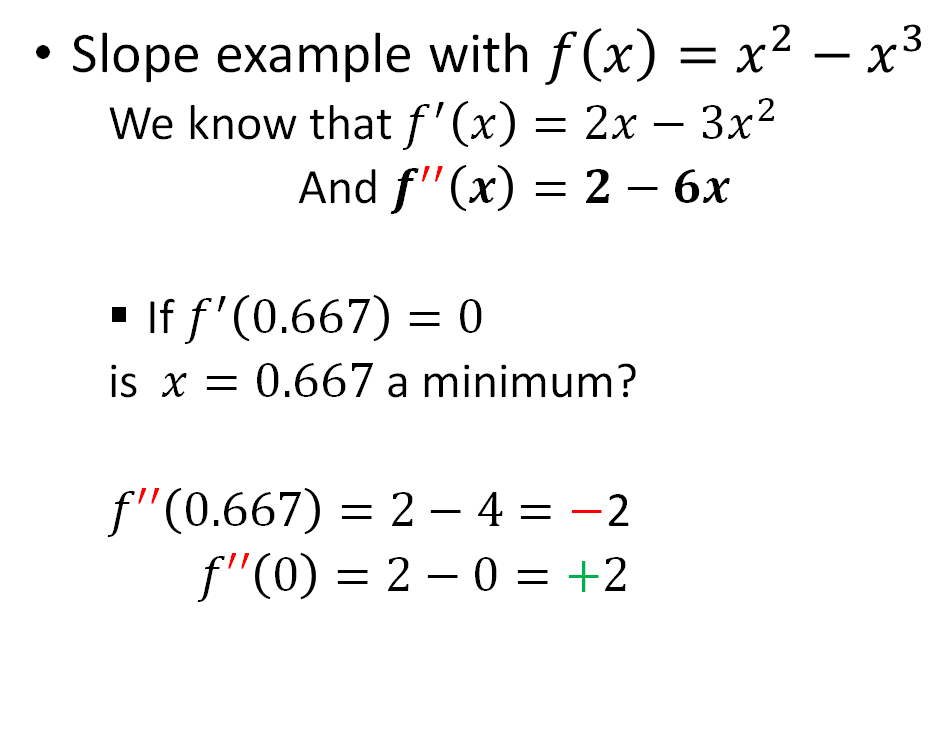 • Slope example with f(x) = x² − x³
We know that f′(x) = 2x − 3x²
And f′′(x) = 2 − 6x
▪ If f′(0.667) = 0
is x = 0.667 a minimum?
f′′(0.667) = 2 − 4 = −2
f′′(0) = 2 − 0 = +2